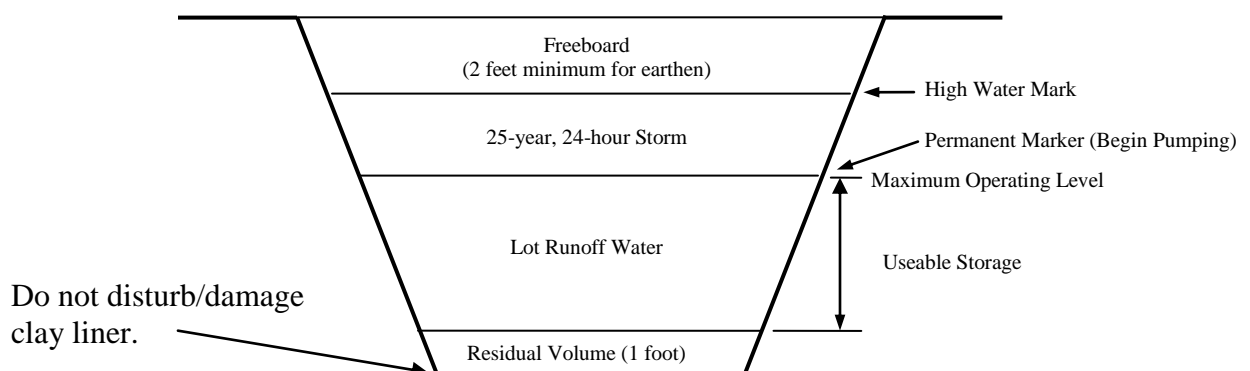 Freeboard
(2 feet minimum for earthen)
High Water Mark
25-year, 24-hour Storm
Permanent Marker (Begin Pumping)
Maximum Operating Level
Lot Runoff Water
Useable Storage
Do not disturb/damage
clay liner.
Residual Volume (1 foot)